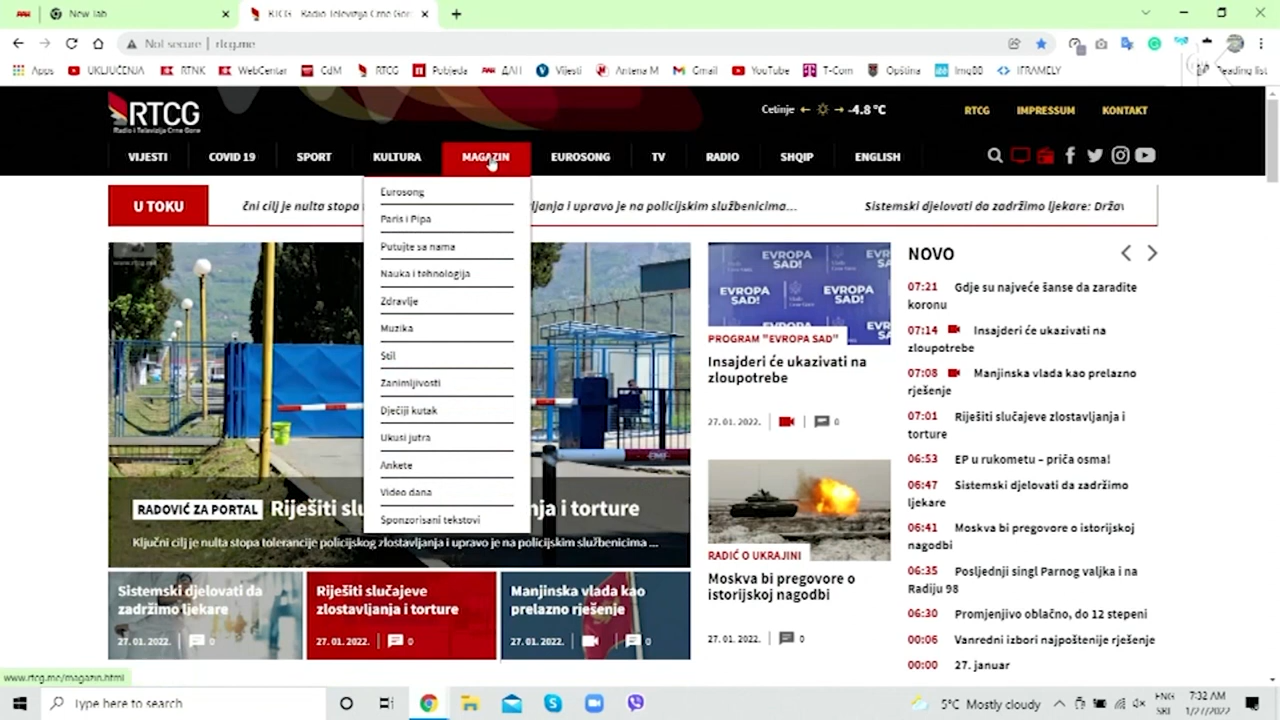 New Tab
RTCG - Radio Televizija Crne Gore
Not secure | rtcg.me
Apps UKLJUČENJA RTNK WebCentar CdM RTCG Pobjeda ДАН Vijesti Antena M Gmail YouTube T-Com Opština Img00 IFRAMELY Reading list
RTCG
Radio i Televizija Crne Gore
Cetinje -4.8 °C
RTCG IMPRESSUM KONTAKT
VIJESTI COVID 19 SPORT KULTURA MAGAZIN EUROSONG TV RADIO SHQIP ENGLISH
Eurosong
Paris i Pipa
Putujte sa nama
Nauka i tehnologija
Zdravlje
Muzika
Stil
Zanimljivosti
Dječiji kutak
Ukusi jutra
Ankete
Video dana
Sponzorisani tekstovi
U TOKU
čni cilj je nulta stopa ljanja i upravo je na policijskim službenicima...
Sistemski djelovati da zadržimo ljekare: Držav
www.rtcg.me
RADOVIĆ ZA PORTAL Riješiti slu nja i torture
Ključni cilj je nulta stopa tolerancije policijskog zlostavljanja i upravo je na policijskim službenicima ...
Sistemski djelovati da
zadržimo ljekare
27. 01. 2022. 0
Riješiti slučajeve
zlostavljanja i torture
27. 01. 2022. 0
Manjinska vlada kao
prelazno rješenje
27. 01. 2022. 0
EVROPA SAD!
EVROPA SAD!
EVROPA SAD!
PROGRAM "EVROPA SAD"
Insajderi će ukazivati na
zloupotrebe
27. 01. 2022. 0
RADIĆ O UKRAJINI
Moskva bi pregovore o
istorijskoj nagodbi
27. 01. 2022. 0
NOVO
07:21 Gdje su najveće šanse da zaradite
koronu
07:14 Insajderi će ukazivati na
zloupotrebe
07:08 Manjinska vlada kao prelazno
rješenje
07:01 Riješiti slučajeve zlostavljanja i
torture
06:53 EP u rukometu – priča osma!
06:47 Sistemski djelovati da zadržimo
ljekare
06:41 Moskva bi pregovore o istorijskoj
nagodbi
06:35 Posljednji singl Parnog valjka i na
Radiju 98
06:30 Promjenjivo oblačno, do 12 stepeni
00:06 Vanredni izbori najpoštenije rješenje
00:00 27. januar
www.rtcg.me/magazin.html
Type here to search
5°C Mostly cloudy
ENG
SRL
7:32 AM
1/27/2022